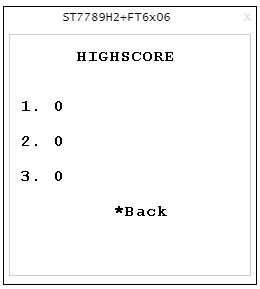 ST7789H2+FT6x06 x
HIGHSCORE
1. 0
2. 0
3. 0
*Back